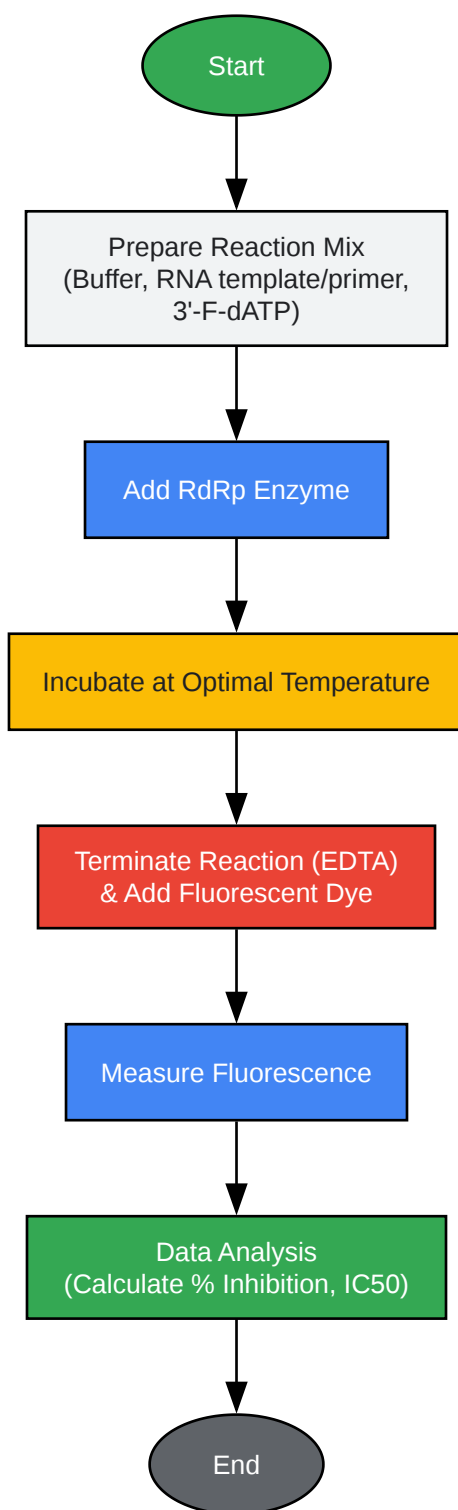 Start
Prepare Reaction Mix
(Buffer, RNA template/primer,
3'-F-dATP)
Add RdRp Enzyme
Incubate at Optimal Temperature
Terminate Reaction (EDTA)
& Add Fluorescent Dye
Measure Fluorescence
Data Analysis
(Calculate % Inhibition, IC50)
End